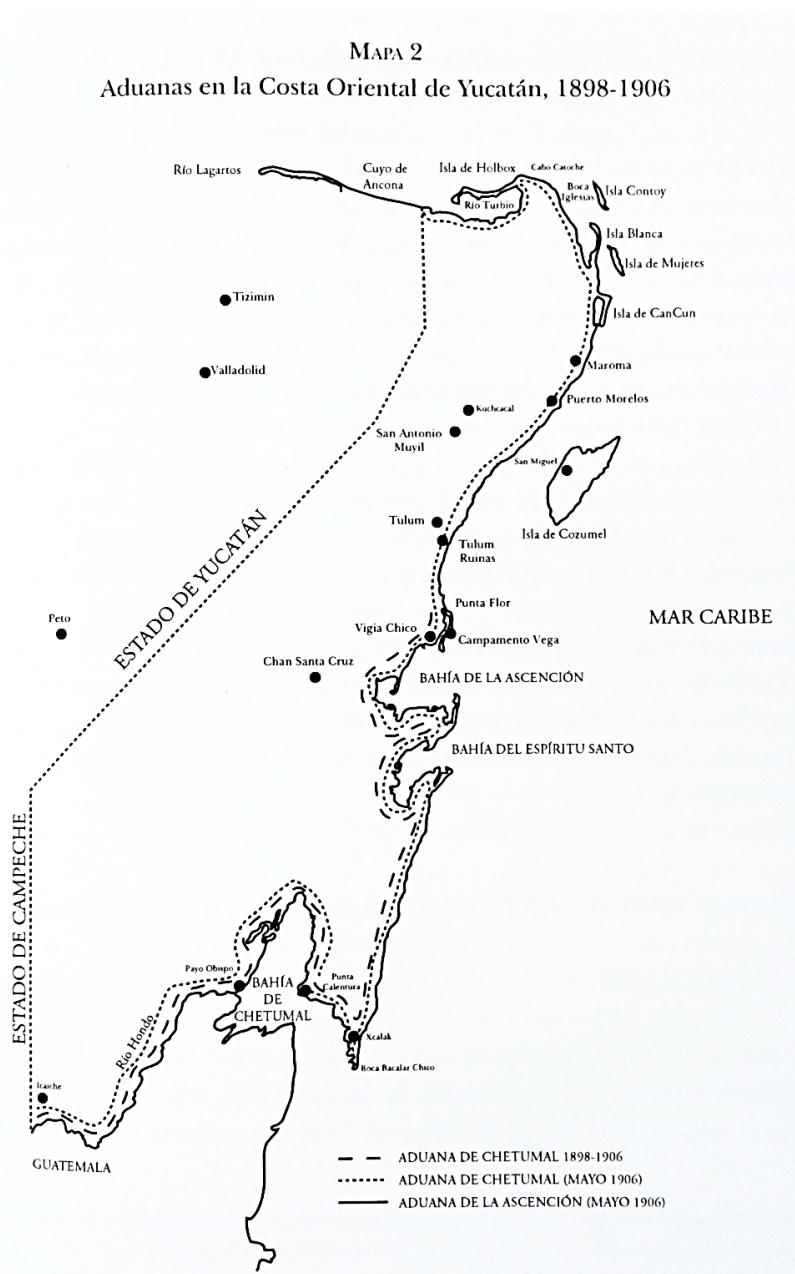 MAPA 2
Aduanas en la Costa Oriental de Yucatán, 1898-1906
Río Lagartos
Cuyo de
Ancona
Isla de Holbox
Cabo Catoche
Río Turbio
Boca
Iglesias
Isla Contoy
Isla Blanca
Isla de Mujeres
Isla de CanCun
Tizimin
Valladolid
Maroma
Puerto Morelos
Kuchcacal
San Antonio
Muyil
San Miguel
Isla de Cozumel
Tulum
Tulum
Ruinas
ESTADO DE YUCATÁN
Peto
Punta Flor
Vigia Chico
Campamento Vega
MAR CARIBE
Chan Santa Cruz
BAHÍA DE LA ASCENCIÓN
BAHÍA DEL ESPÍRITU SANTO
ESTADO DE CAMPECHE
Payo Obispo
BAHÍA
DE
CHETUMAL
Punta
Calentura
Río Hondo
Xcalak
Boca Bacalar Chico
Icaiche
GUATEMALA
ADUANA DE CHETUMAL 1898-1906
ADUANA DE CHETUMAL (MAYO 1906)
ADUANA DE LA ASCENCIÓN (MAYO 1906)